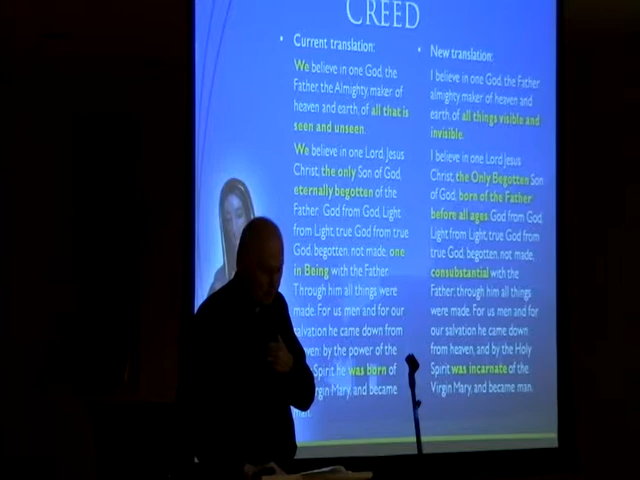 CREED
• Current translation:
We believe in one God, the
Father, the Almighty, maker of
heaven and earth, of all that is
seen and unseen.
We believe in one Lord, Jesus
Christ, the only Son of God,
eternally begotten of the
Father. God from God, Light
from Light, true God from true
God, begotten, not made, one
in Being with the Father.
Through him all things were
made. For us men and for our
salvation he came down from
by the power of the
Spirit he was born of
Virgin Mary, and became
man.
• New translation:
I believe in one God, the Father
almighty, maker of heaven and
earth, of all things visible and
invisible.
I believe in one Lord Jesus
Christ, the Only Begotten Son
of God, born of the Father
before all ages. God from God,
Light from Light, true God from
true God, begotten, not made,
consubstantial with the
Father; through him all things
were made. For us men and for
our salvation he came down
from heaven, and by the Holy
Spirit was incarnate of the
Virgin Mary, and became man.